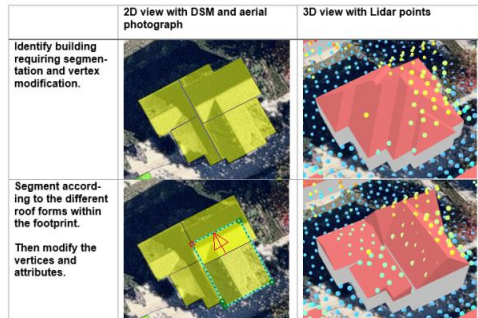 2D view with DSM and aerial
photograph
3D view with Lidar points
Identify building
requiring segmen-
tation and vertex
modification.
Segment accord-
ing to the different
roof forms within
the footprint.
Then modify the
vertices and
attributes.